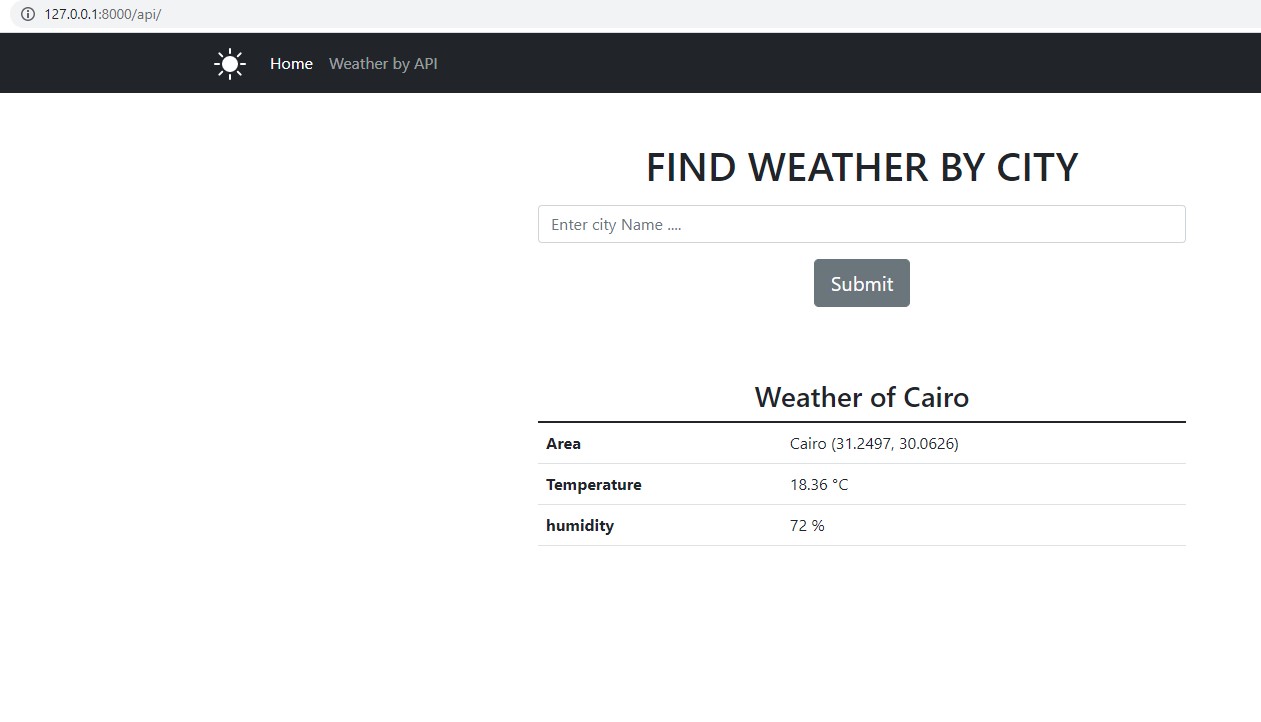 127.0.0.1:8000/api/
Home Weather by API
FIND WEATHER BY CITY
Enter city Name ....
Submit
Weather of Cairo
Area Cairo (31.2497, 30.0626)
Temperature 18.36 °C
humidity 72 %